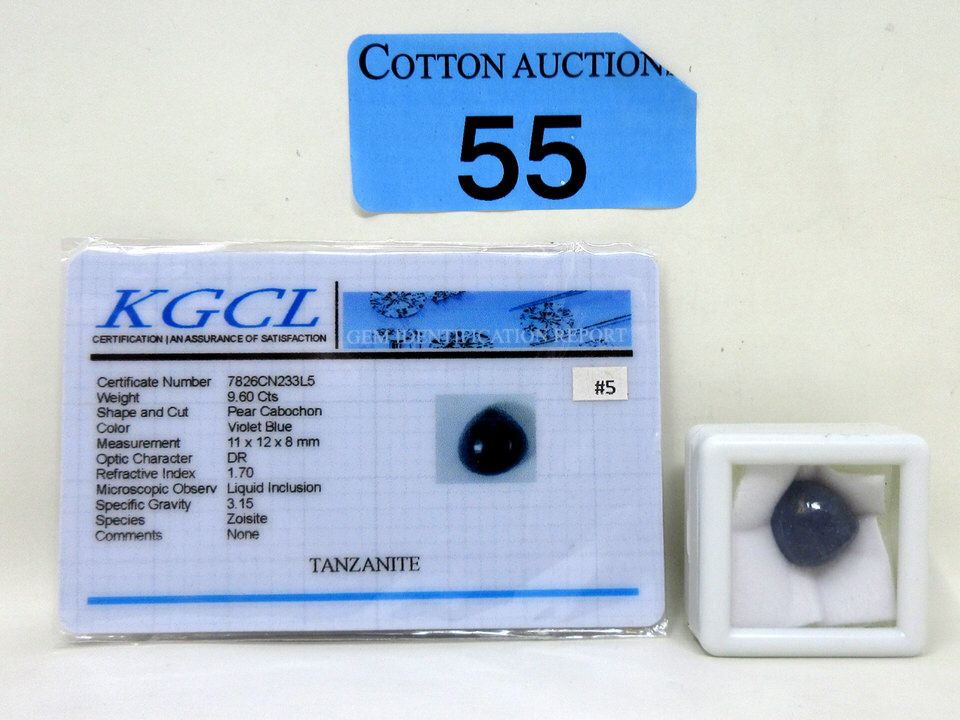 COTTON AUCTIONS
55
KGCL
CERTIFICATION | AN ASSURANCE OF SATISFACTION
GEM IDENTIFICATION REPORT
#5
Certificate Number 7826CN233L5
Weight 9.60 Cts
Shape and Cut Pear Cabochon
Color Violet Blue
Measurement 11 x 12 x 8 mm
Optic Character DR
Refractive Index 1.70
Microscopic Observ Liquid Inclusion
Specific Gravity 3.15
Species Zoisite
Comments None
TANZANITE